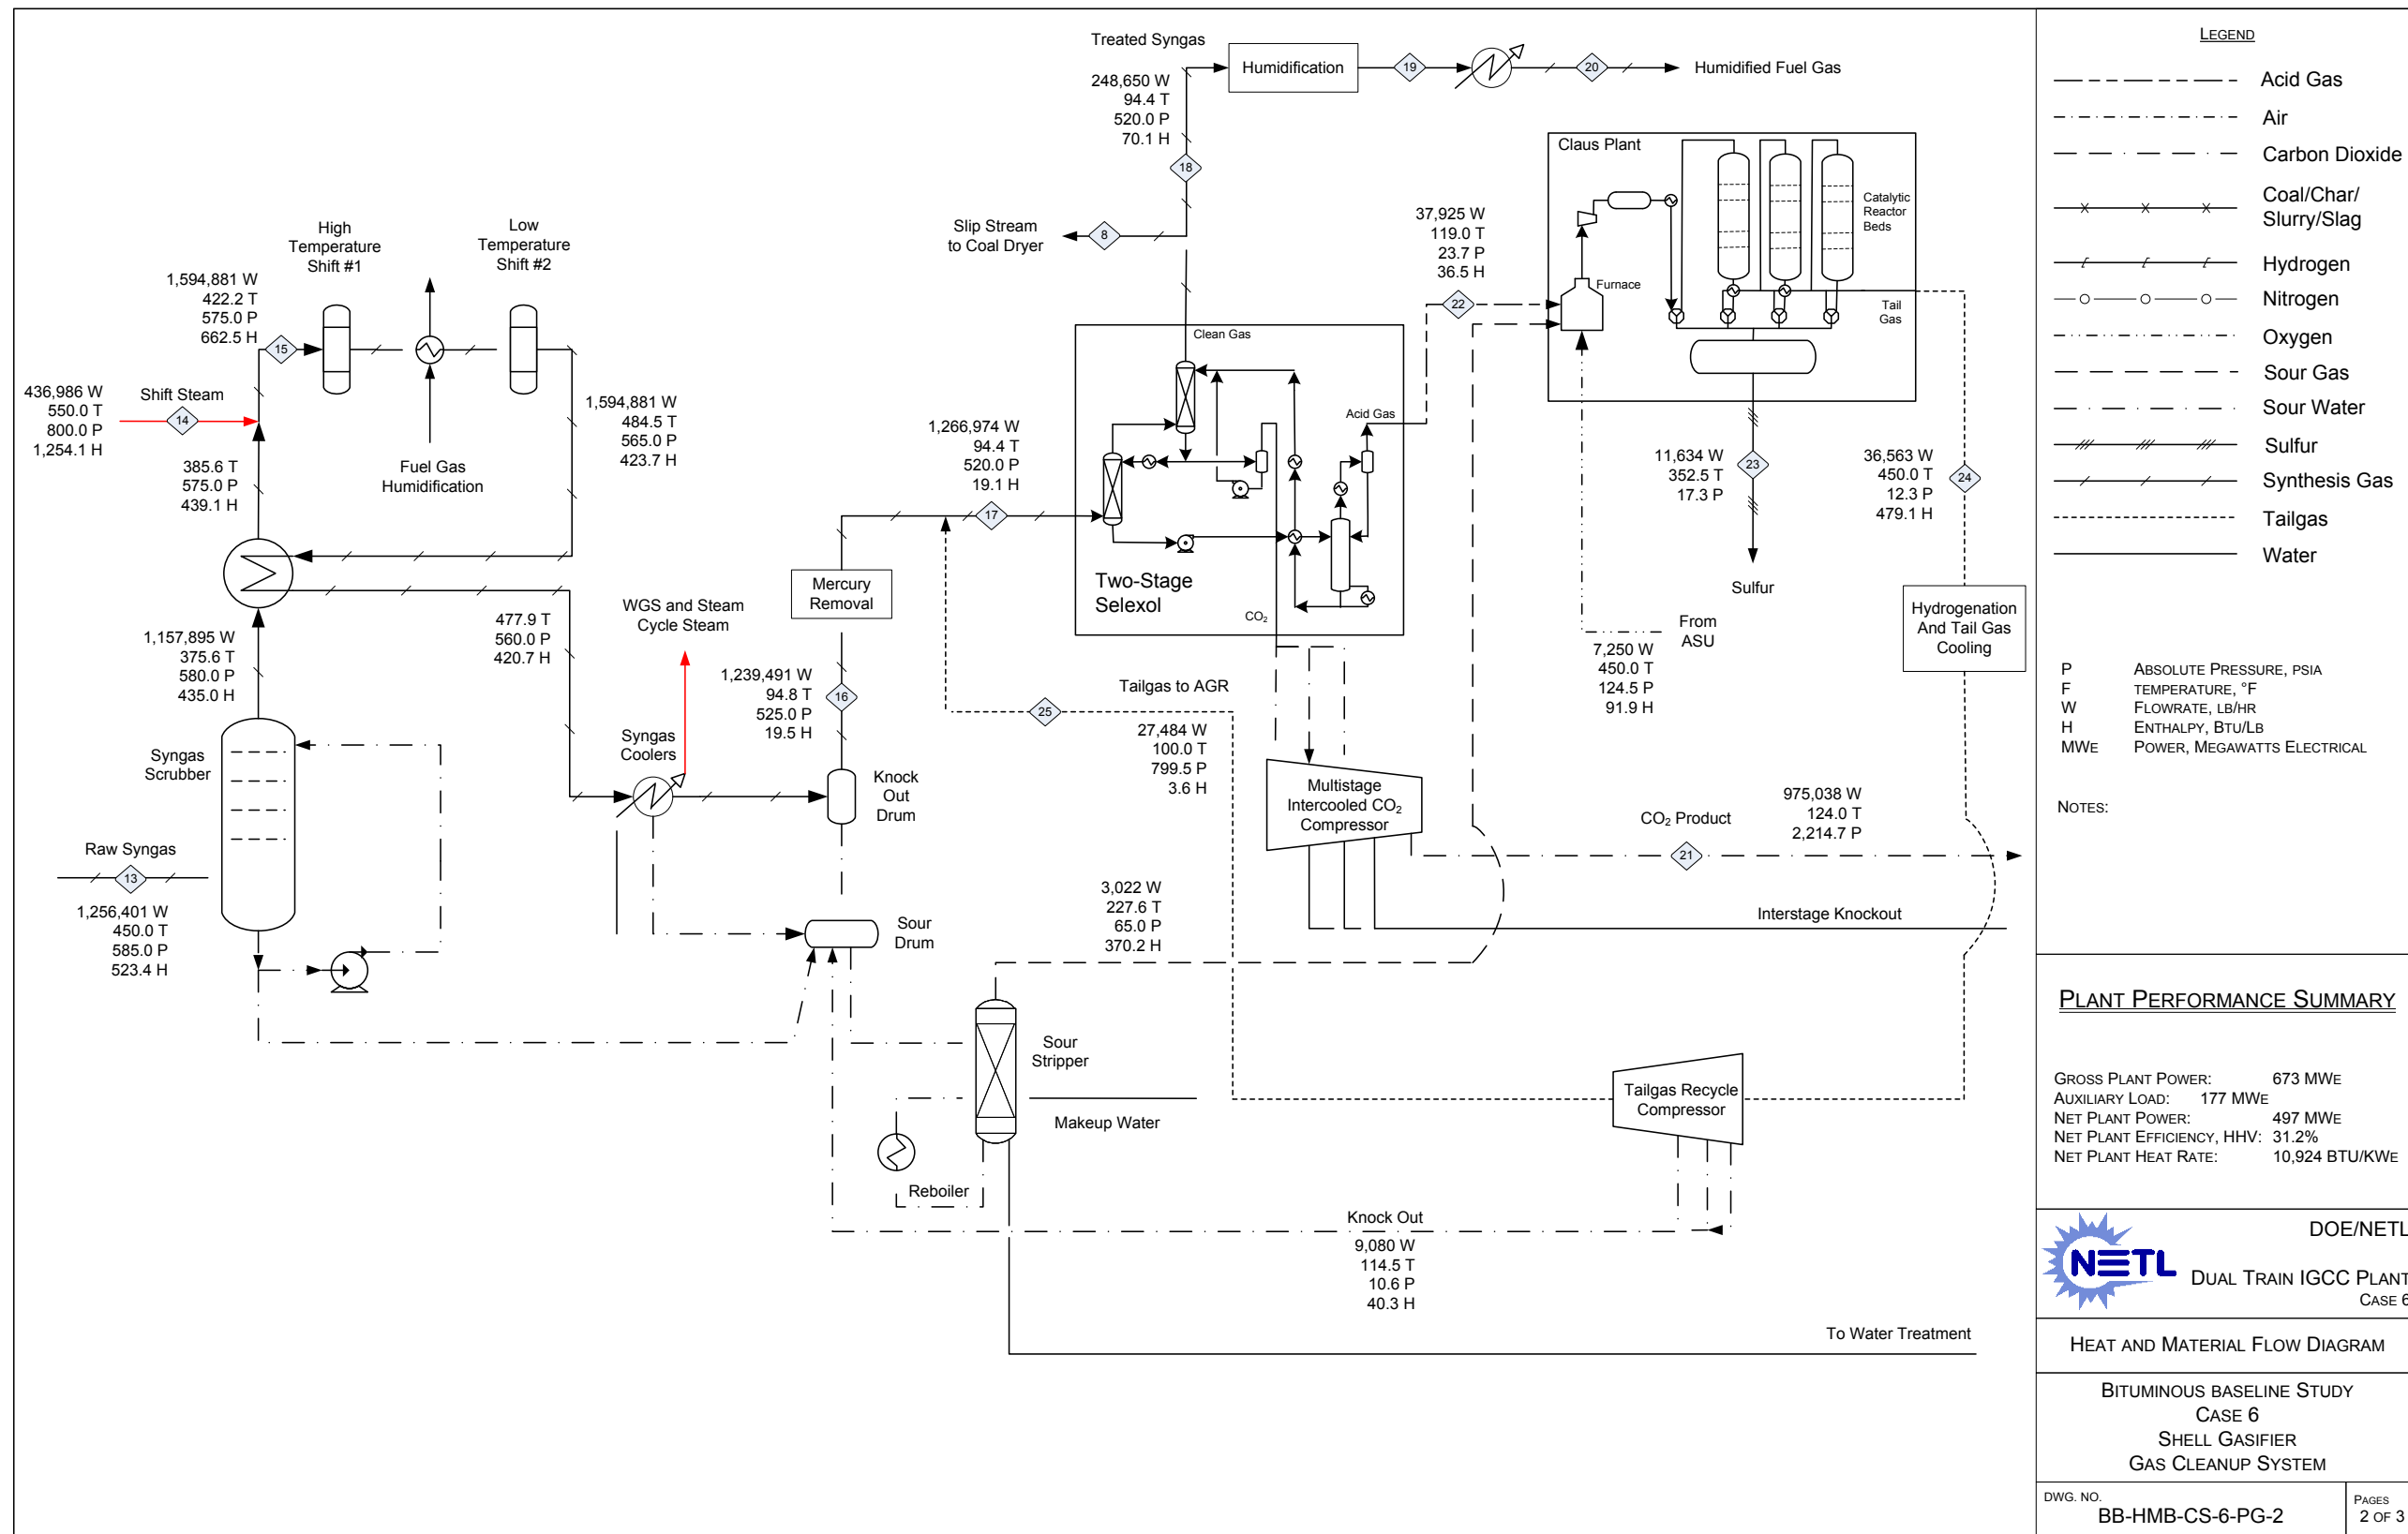 Treated Syngas
248,650 W
94.4 T
520.0 P
70.1 H
Humidification
19
20
Humidified Fuel Gas
18
Slip Stream
to Coal Dryer
8
High
Temperature
Shift #1
Low
Temperature
Shift #2
1,594,881 W
422.2 T
575.0 P
662.5 H
15
436,986 W
550.0 T
800.0 P
1,254.1 H
Shift Steam
14
385.6 T
575.0 P
439.1 H
Fuel Gas
Humidification
1,594,881 W
484.5 T
565.0 P
423.7 H
1,157,895 W
375.6 T
580.0 P
435.0 H
477.9 T
560.0 P
420.7 H
Syngas
Scrubber
Raw Syngas
13
1,256,401 W
450.0 T
585.0 P
523.4 H
WGS and Steam
Cycle Steam
Syngas
Coolers
Mercury
Removal
1,239,491 W
94.8 T
525.0 P
19.5 H
16
Knock
Out
Drum
Sour
Drum
1,266,974 W
94.4 T
520.0 P
19.1 H
17
Clean Gas
Acid Gas
Two-Stage
Selexol
CO2
Tailgas to AGR
25
27,484 W
100.0 T
799.5 P
3.6 H
37,925 W
119.0 T
23.7 P
36.5 H
22
Claus Plant
Catalytic
Reactor
Beds
Furnace
Tail
Gas
11,634 W
352.5 T
17.3 P
23
Sulfur
36,563 W
450.0 T
12.3 P
479.1 H
24
From
ASU
7,250 W
450.0 T
124.5 P
91.9 H
Hydrogenation
And Tail Gas
Cooling
Multistage
Intercooled CO2
Compressor
CO2 Product
975,038 W
124.0 T
2,214.7 P
21
Interstage Knockout
3,022 W
227.6 T
65.0 P
370.2 H
Sour
Stripper
Makeup Water
Reboiler
Tailgas Recycle
Compressor
Knock Out
9,080 W
114.5 T
10.6 P
40.3 H
To Water Treatment
LEGEND
Acid Gas
Air
Carbon Dioxide
Coal/Char/
Slurry/Slag
Hydrogen
Nitrogen
Oxygen
Sour Gas
Sour Water
Sulfur
Synthesis Gas
Tailgas
Water
P ABSOLUTE PRESSURE, PSIA
F TEMPERATURE, °F
W FLOWRATE, LB/HR
H ENTHALPY, BTU/LB
MWE POWER, MEGAWATTS ELECTRICAL
NOTES:
PLANT PERFORMANCE SUMMARY
GROSS PLANT POWER: 673 MWE
AUXILIARY LOAD: 177 MWE
NET PLANT POWER: 497 MWE
NET PLANT EFFICIENCY, HHV: 31.2%
NET PLANT HEAT RATE: 10,924 BTU/KWE
NETL
DOE/NETL
DUAL TRAIN IGCC PLANT
CASE 6
HEAT AND MATERIAL FLOW DIAGRAM
BITUMINOUS BASELINE STUDY
CASE 6
SHELL GASIFIER
GAS CLEANUP SYSTEM
DWG. NO.
BB-HMB-CS-6-PG-2
PAGES
2 OF 3